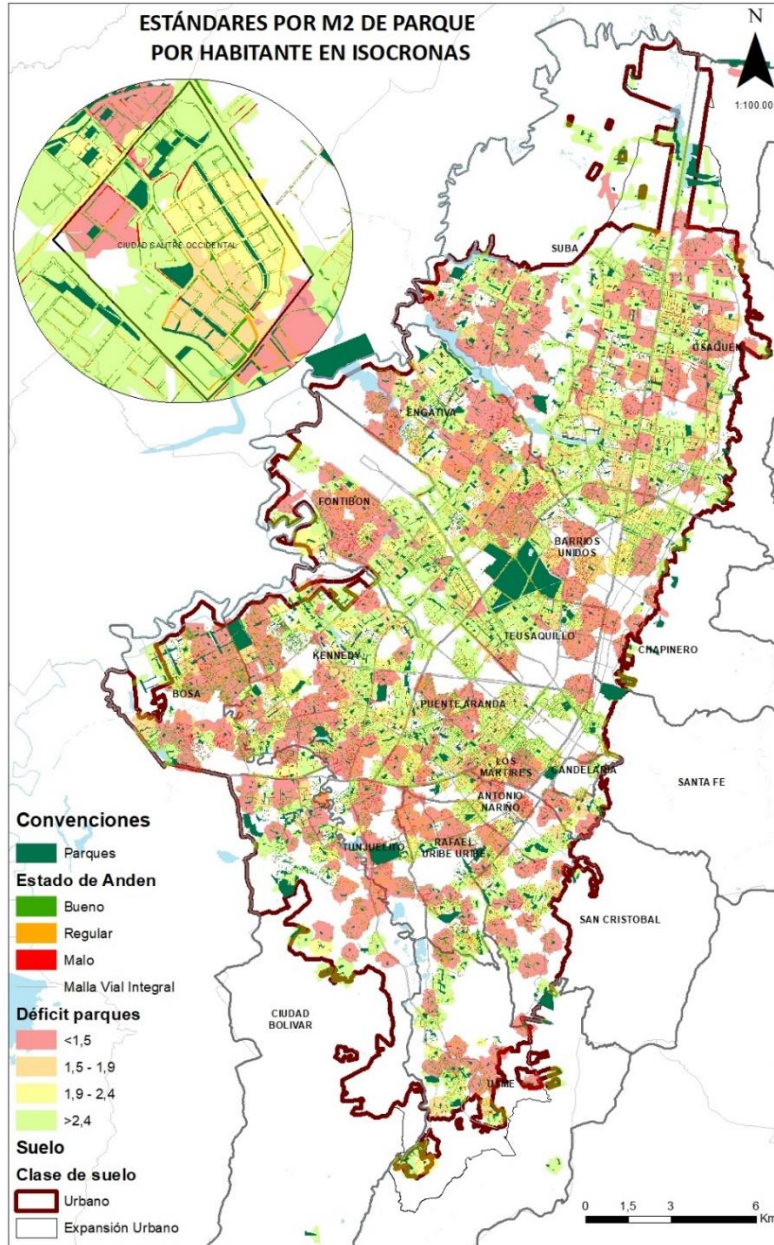 ESTÁNDARES POR M2 DE PARQUE
POR HABITANTE EN ISOCRONAS
N
1:100.00
CIUDAD SALITRE OCCIDENTAL
SUBA
USAQUEN
ENGATIVA
FONTIBON
BARRIOS
UNIDOS
TEUSAQUILLO
CHAPINERO
KENNEDY
BOSA
PUENTE ARANDA
LOS
MARTIRES
CANDELARIA
SANTA FE
ANTONIO
NARIÑO
TUNJUELITO
RAFAEL
URIBE URIBE
SAN CRISTOBAL
CIUDAD
BOLIVAR
USME
Convenciones
Parques
Estado de Anden
Bueno
Regular
Malo
Malla Vial Integral
Déficit parques
<1,5
1,5 - 1,9
1,9 - 2,4
>2,4
Suelo
Clase de suelo
Urbano
Expansión Urbano
0 1,5 3 6
Km